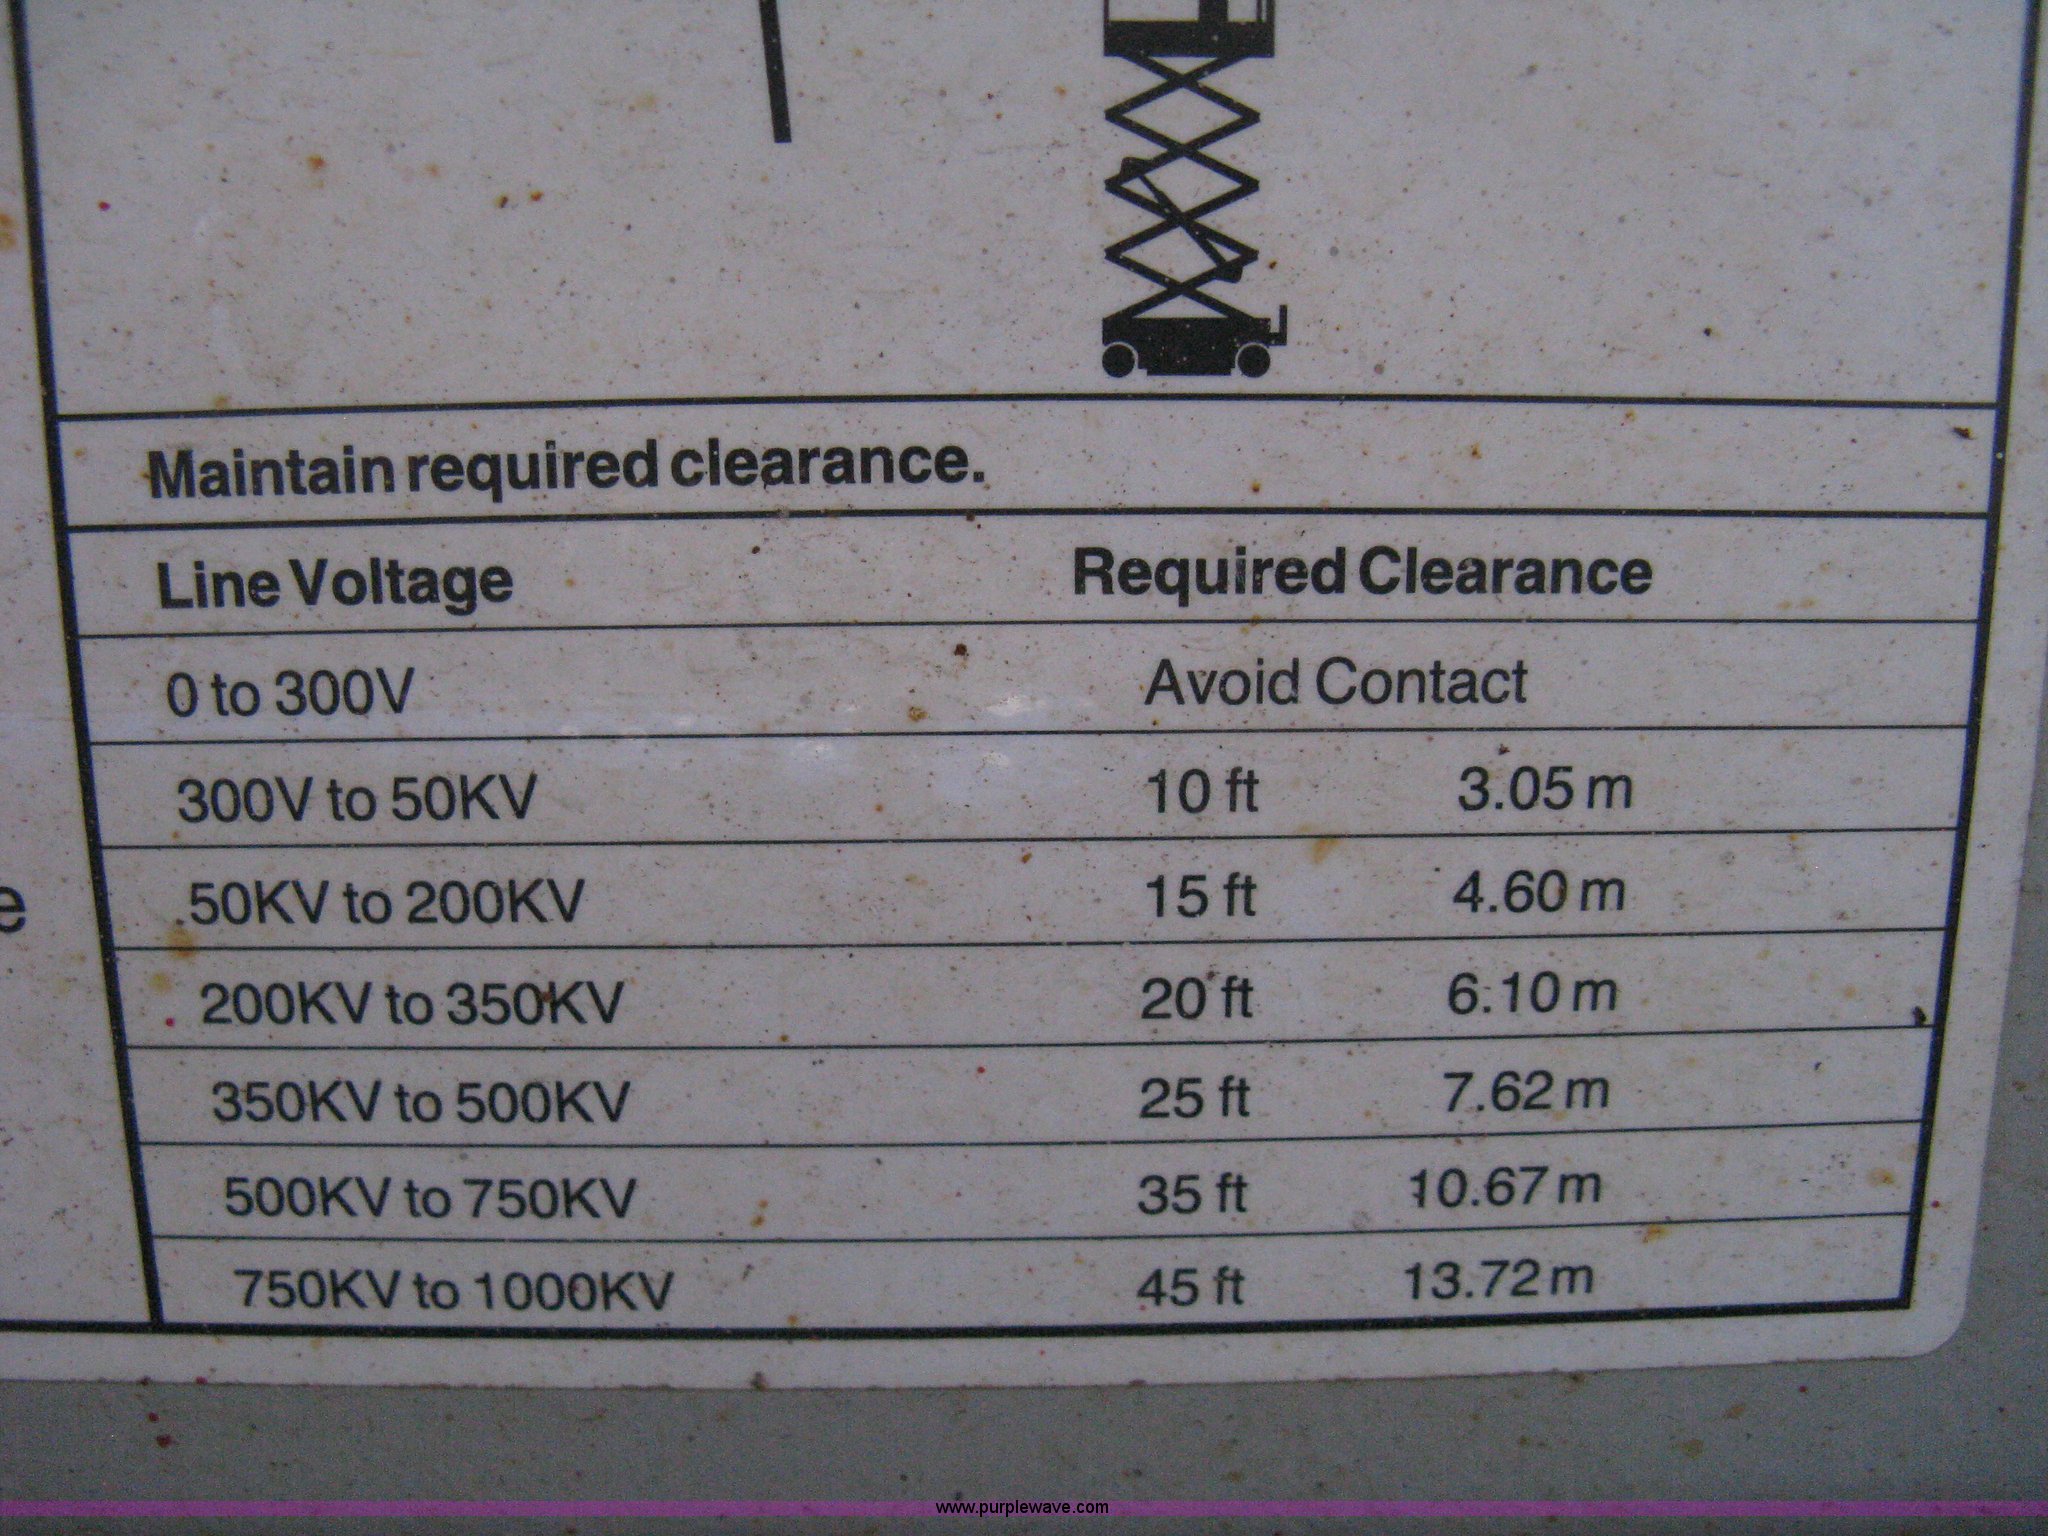 Maintain required clearance.
Line Voltage Required Clearance
0 to 300V Avoid Contact
300V to 50KV 10 ft 3.05 m
50KV to 200KV 15 ft 4.60 m
200KV to 350KV 20 ft 6.10 m
350KV to 500KV 25 ft 7.62 m
500KV to 750KV 35 ft 10.67 m
750KV to 1000KV 45 ft 13.72 m
www.purplewave.com